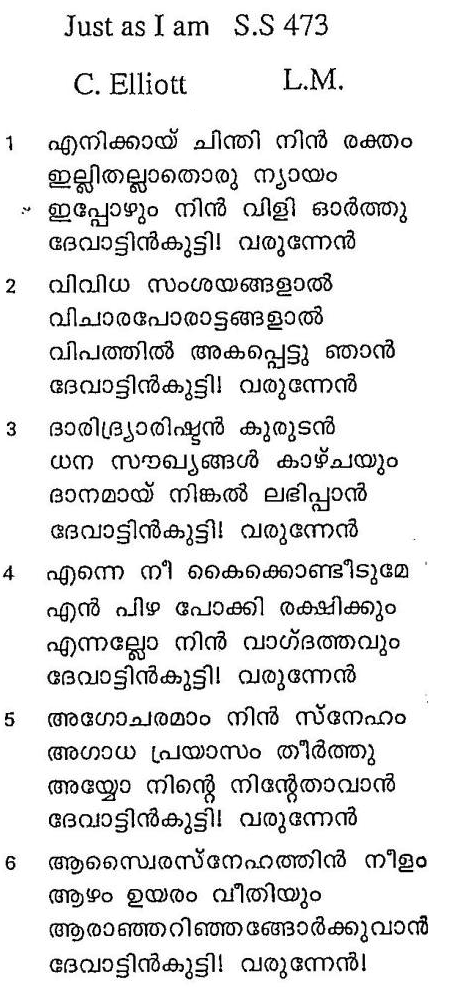 Just as I am S.S 473
C. Elliott L.M.
1 എനിക്കായ് ചിന്തി നിൻ രക്തം
ഇല്ലിതല്ലാതൊരു ന്യായം
ഇപ്പോഴും നിൻ വിളി ഓർത്തു
ദേവാട്ടിൻകുട്ടി! വരുന്നേൻ
2 വിവിധ സംശയങ്ങളാൽ
വിചാരപോരാട്ടങ്ങളാൽ
വിപത്തിൽ അകപ്പെട്ടു ഞാൻ
ദേവാട്ടിൻകുട്ടി! വരുന്നേൻ
3 ദാരിദ്ര്യാരിഷ്ടൻ കുരുടൻ
ധന സൗഖ്യങ്ങൾ കാഴ്ചയും
ദാനമായ് നിങ്കൽ ലഭിപ്പാൻ
ദേവാട്ടിൻകുട്ടി! വരുന്നേൻ
4 എന്നെ നീ കൈക്കൊണ്ടീടുമേ
എൻ പിഴ പോക്കി രക്ഷിക്കും
എന്നല്ലോ നിൻ വാഗ്ദത്തവും
ദേവാട്ടിൻകുട്ടി! വരുന്നേൻ
5 അഗോചരമാം നിൻ സ്നേഹം
അഗാധ പ്രയാസം തീർത്തു
അയ്യോ നിന്റെ നിന്റേതാവാൻ
ദേവാട്ടിൻകുട്ടി! വരുന്നേൻ
6 ആസ്വൈരസ്നേഹത്തിൻ നീളം
ആഴം ഉയരം വീതിയും
ആരാഞ്ഞറിഞ്ഞങ്ങോർക്കുവാൻ
ദേവാട്ടിൻകുട്ടി! വരുന്നേൻ!